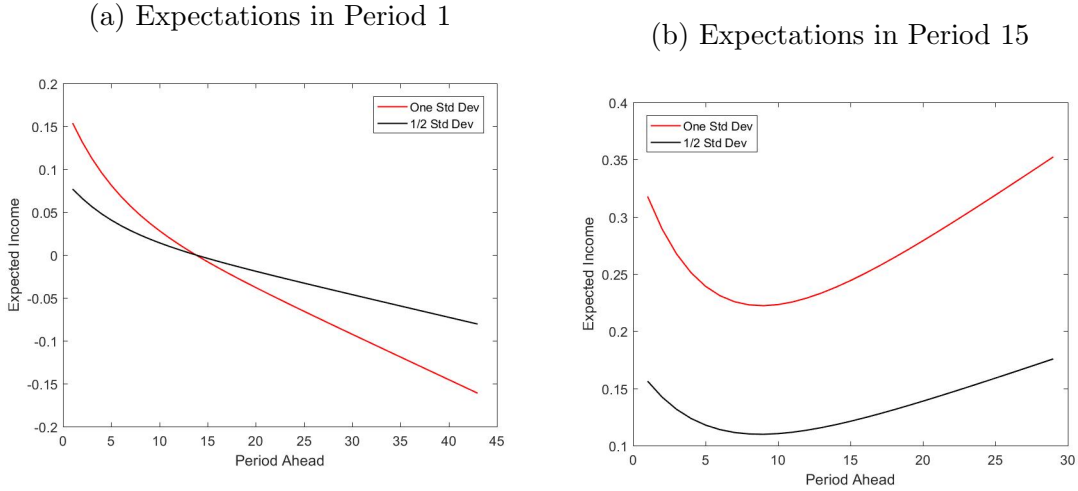 (a) Expectations in Period 1
0.2
0.15
0.1
0.05
0
-0.05
-0.1
-0.15
-0.2
Expected Income
One Std Dev
1/2 Std Dev
0 5 10 15 20 25 30 35 40 45
Period Ahead
(b) Expectations in Period 15
0.4
0.35
0.3
0.25
0.2
0.15
0.1
Expected Income
One Std Dev
1/2 Std Dev
0 5 10 15 20 25 30
Period Ahead